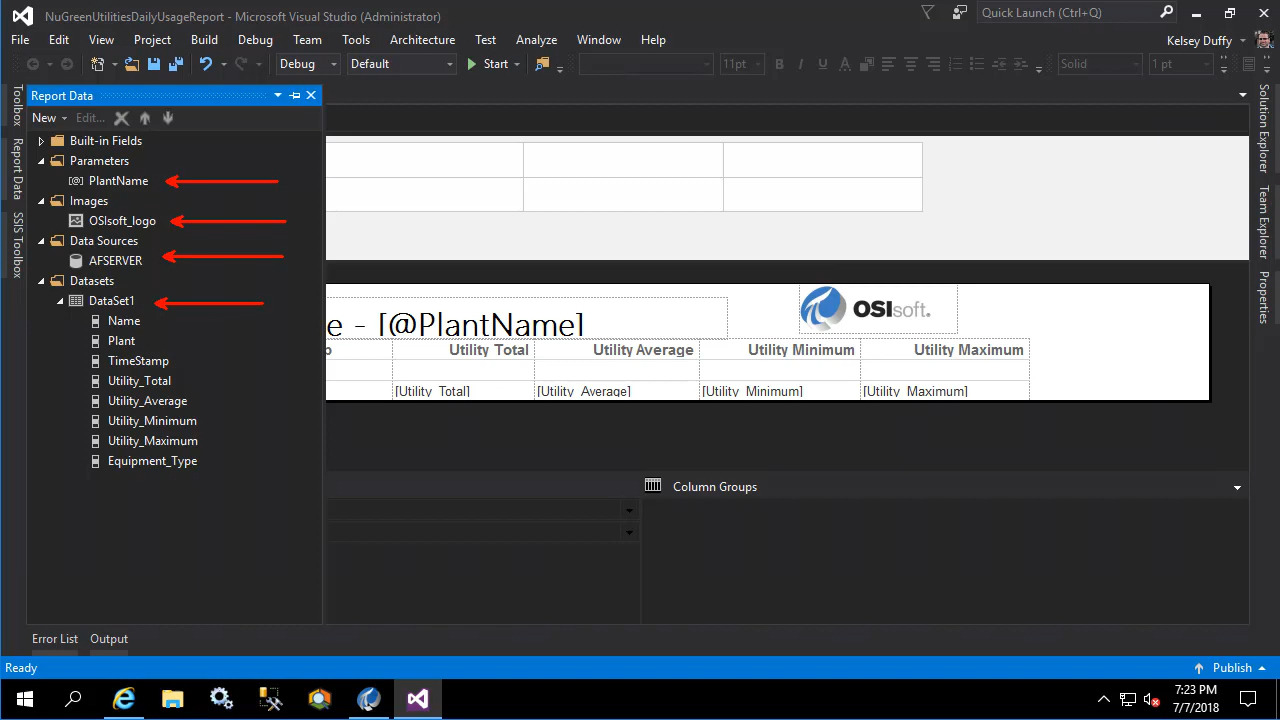 NuGreenUtilitiesDailyUsageReport - Microsoft Visual Studio (Administrator)
Quick Launch (Ctrl+Q)
File Edit View Project Build Debug Team Tools Architecture Test Analyze Window Help
Kelsey Duffy
Debug Default Start 11pt Solid 1 pt
Toolbox
Report Data
SSIS Toolbox
Report Data
New Edit...
Built-in Fields
Parameters
[@] PlantName
Images
OSIsoft_logo
Data Sources
AFSERVER
Datasets
DataSet1
Name
Plant
TimeStamp
Utility_Total
Utility_Average
Utility_Minimum
Utility_Maximum
Equipment_Type
e - [@PlantName]
OSIsoft.
p Utility Total Utility Average Utility Minimum Utility Maximum
[Utility_Total] [Utility_Average] [Utility_Minimum] [Utility_Maximum]
Column Groups
Solution Explorer
Team Explorer
Properties
Error List Output
Ready
Publish
7:23 PM
7/7/2018